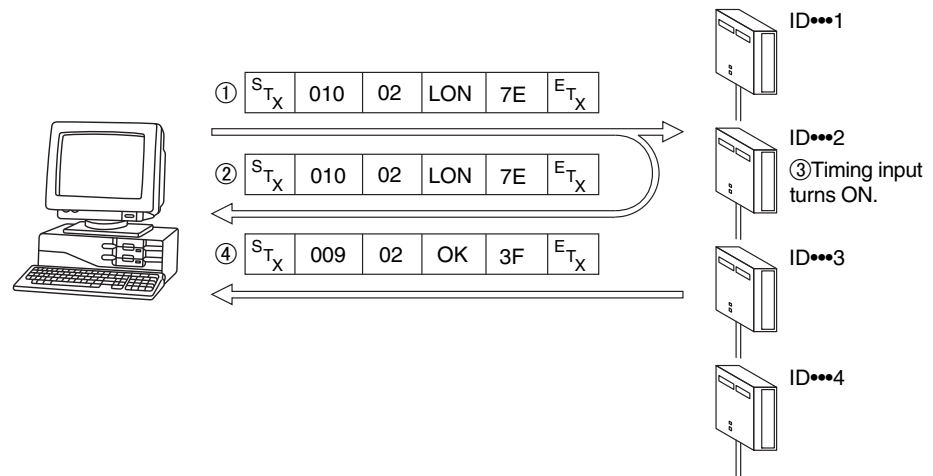 ID•••1
① STX 010 02 LON 7E ETX
ID•••2
③Timing input
turns ON.
② STX 010 02 LON 7E ETX
④ STX 009 02 OK 3F ETX
ID•••3
ID•••4